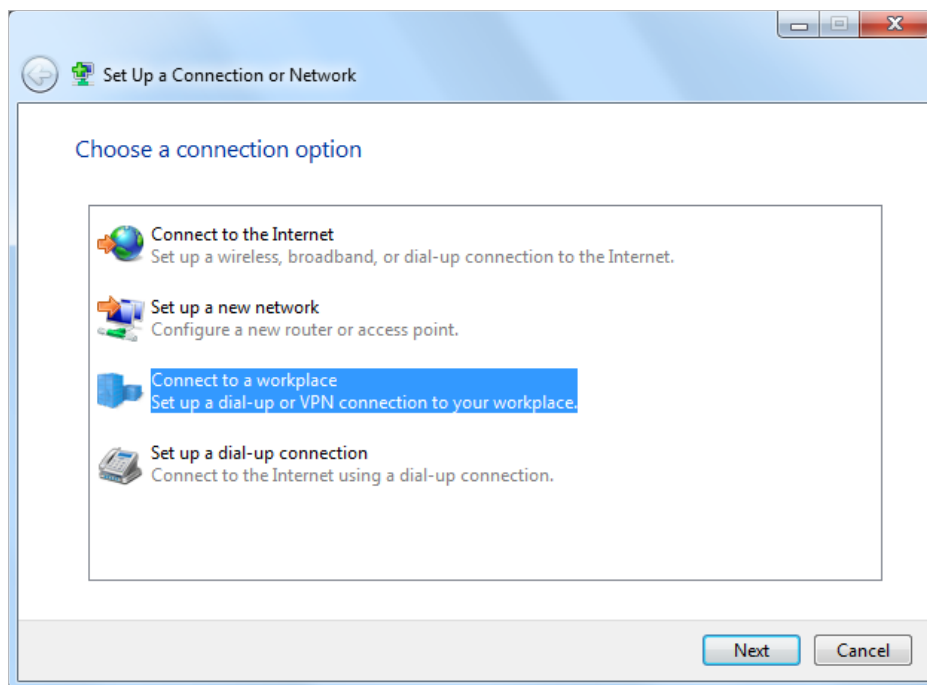 Set Up a Connection or Network
Choose a connection option
Connect to the Internet
Set up a wireless, broadband, or dial-up connection to the Internet.
Set up a new network
Configure a new router or access point.
Connect to a workplace
Set up a dial-up or VPN connection to your workplace.
Set up a dial-up connection
Connect to the Internet using a dial-up connection.
Next
Cancel